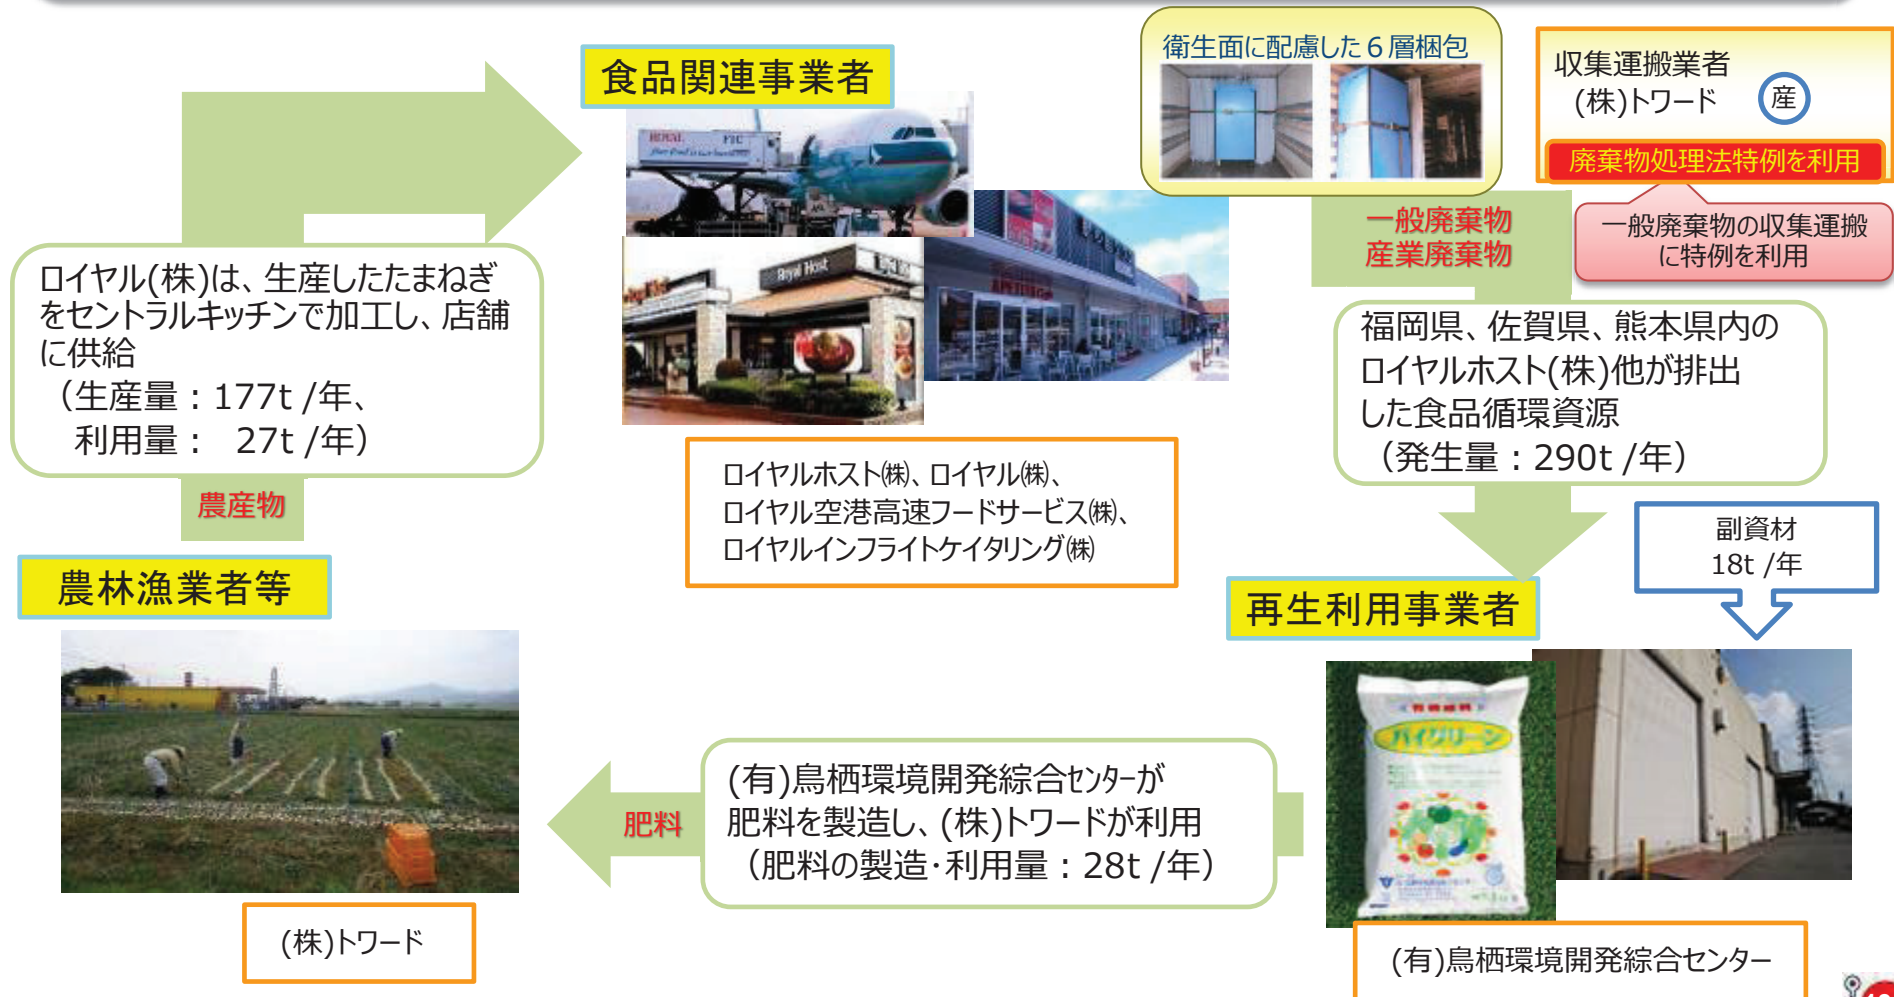 食品関連事業者
衛生面に配慮した６層梱包
収集運搬業者
(株)トワード 産
廃棄物処理法特例を利用
一般廃棄物の収集運搬
に特例を利用
一般廃棄物
産業廃棄物
ロイヤル(株)は、生産したたまねぎ
をセントラルキッチンで加工し、店舗
に供給
（生産量：177t /年、
利用量： 27t /年）
農産物
ROYAL
Royal Host
福岡県、佐賀県、熊本県内の
ロイヤルホスト(株)他が排出
した食品循環資源
（発生量：290t /年）
ロイヤルホスト㈱、ロイヤル㈱、
ロイヤル空港高速フードサービス㈱、
ロイヤルインフライトケイタリング㈱
副資材
18t /年
農林漁業者等
再生利用事業者
(有)鳥栖環境開発綜合センターが
肥料を製造し、(株)トワードが利用
（肥料の製造・利用量：28t /年）
肥料
バイグリーン
(株)トワード
(有)鳥栖環境開発綜合センター